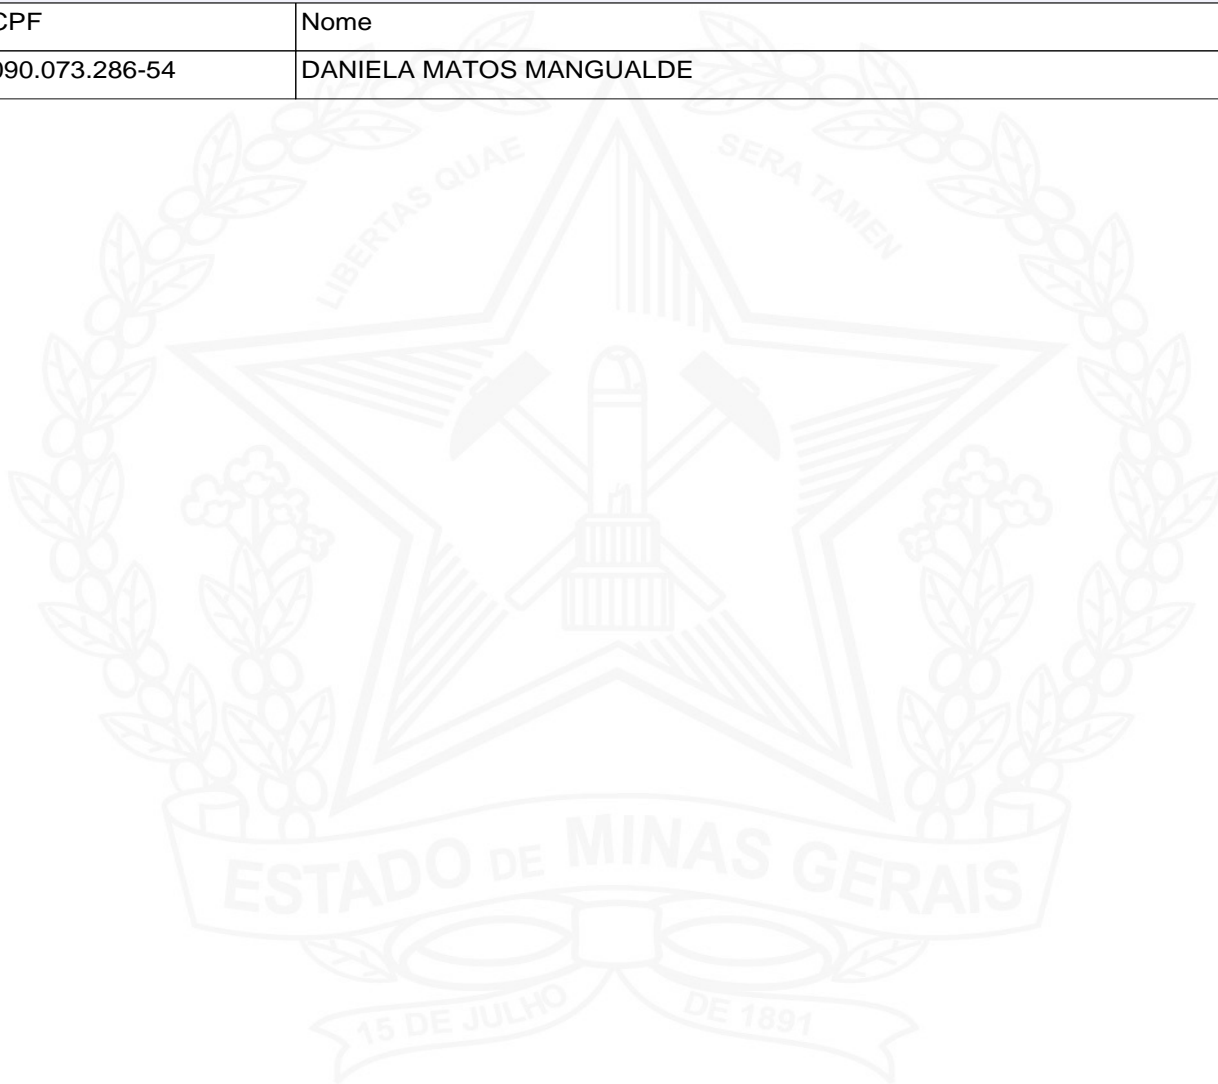 CPF Nome
090.073.286-54 DANIELA MATOS MANGUALDE
LIBERTAS QUAE SERA TAMEN
ESTADO DE MINAS GERAIS
15 DE JULHO DE 1891